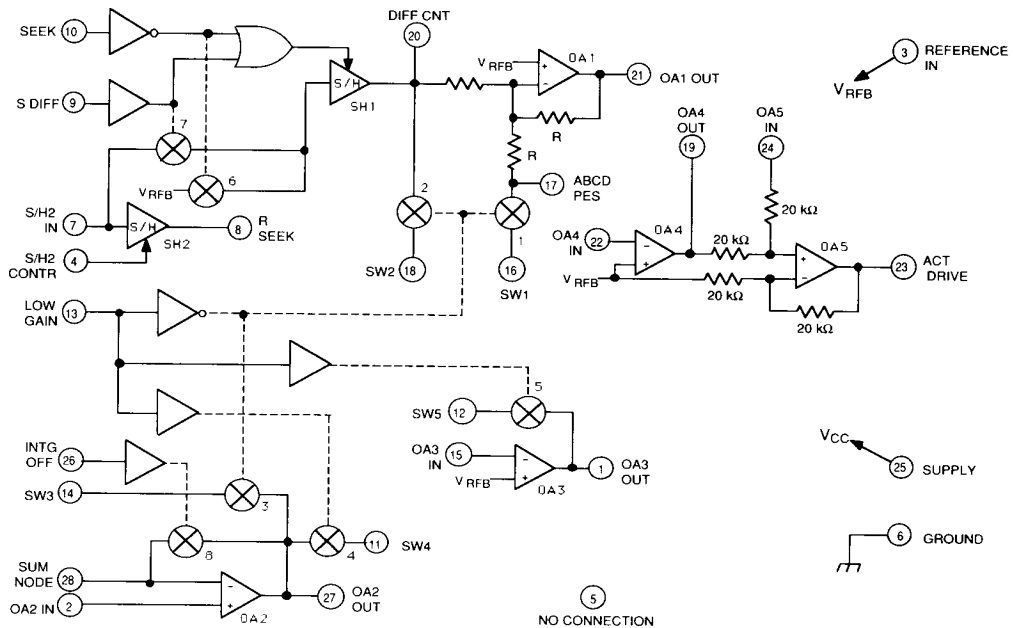 DIFF CNT
20
SEEK 10
S DIFF 9
7
V RFB
6
S/H
SH1
S/H2
IN
7
S/H
SH2
8
R
SEEK
S/H2
CONTR
4
V RFB
+
-
OA1
21
OA1 OUT
R
R
17
ABCD
PES
2
1
SW2 18
16
SW1
3
REFERENCE
IN
V RFB
OA4
OUT
19
OA5
IN
24
20 kΩ
OA4
IN
22
-
+
OA4
20 kΩ
V RFB
20 kΩ
+
-
OA5
20 kΩ
23
ACT
DRIVE
LOW
GAIN
13
5
SW5 12
OA3
IN
15
V RFB
-
+
OA3
1
OA3
OUT
VCC
25
SUPPLY
INTG
OFF
26
SW3 14
3
8
4
11
SW4
SUM
NODE
28
OA2 IN 2
-
+
OA2
27
OA2
OUT
6
GROUND
5
NO CONNECTION